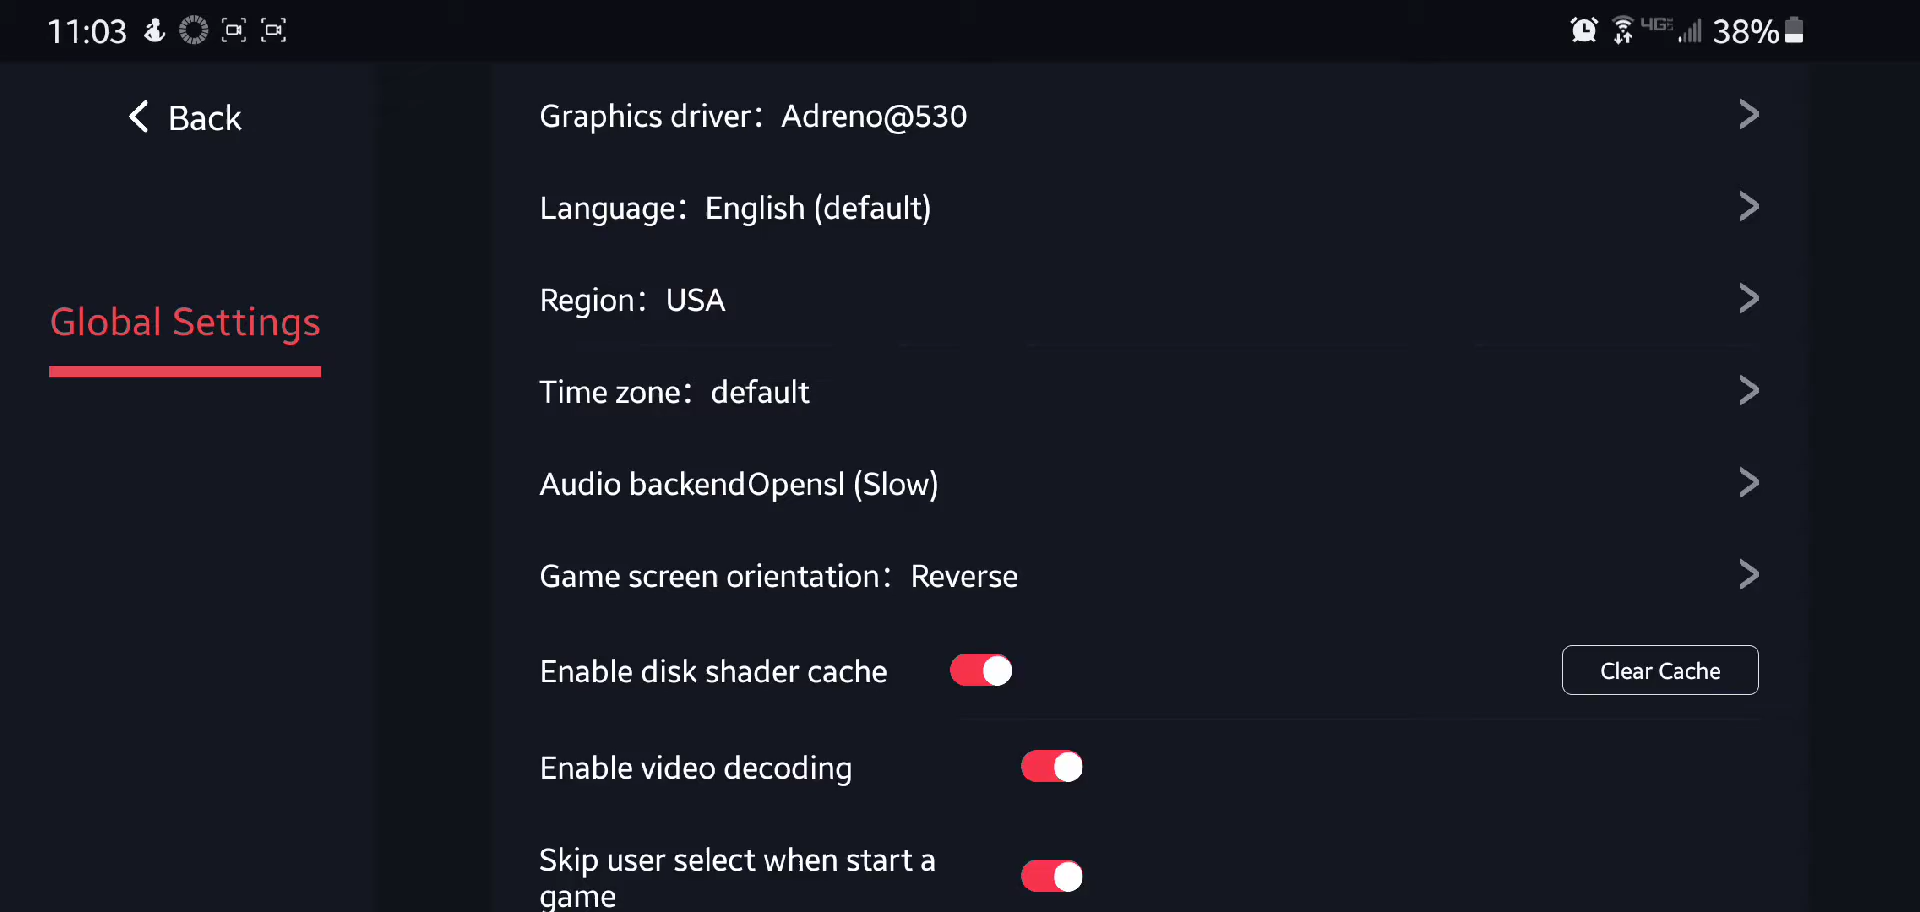 11:03 4G 38%
Back
Global Settings
Graphics driver: Adreno@530
Language: English (default)
Region: USA
Time zone: default
Audio backendOpensl (Slow)
Game screen orientation: Reverse
Enable disk shader cache Clear Cache
Enable video decoding
Skip user select when start a
game